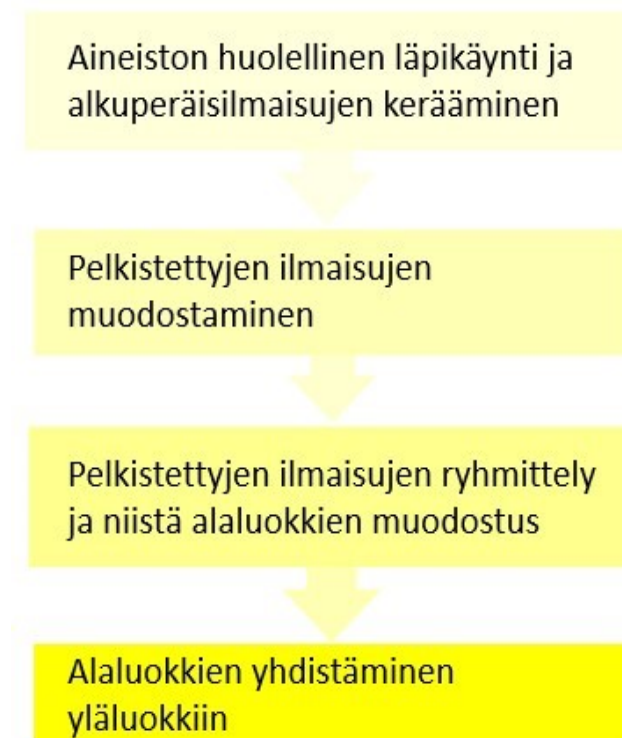 Aineiston huolellinen läpikäynti ja
alkuperäisilmaisujen kerääminen
Pelkistettyjen ilmaisujen
muodostaminen
Pelkistettyjen ilmaisujen ryhmittely
ja niistä alaluokkien muodostus
Alaluokkien yhdistäminen
yläluokkiin